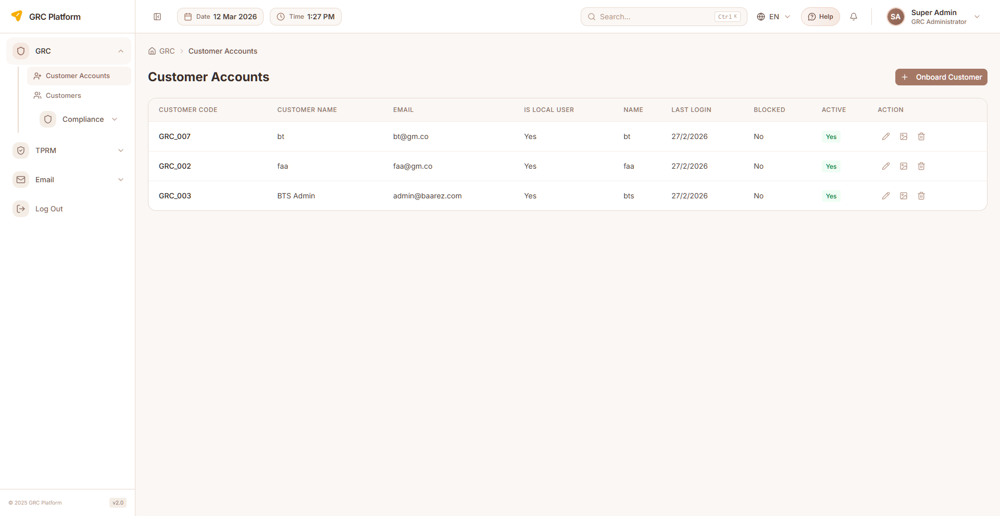 GRC Platform
Date 12 Mar 2026
Time 1:27 PM
Search...
Ctrl K
EN
Help
SA
Super Admin
GRC Administrator
GRC
Customer Accounts
Customers
Compliance
TPRM
Email
Log Out
© 2025 GRC Platform
v2.0
GRC > Customer Accounts
Customer Accounts
+ Onboard Customer
CUSTOMER CODE CUSTOMER NAME EMAIL IS LOCAL USER NAME LAST LOGIN BLOCKED ACTIVE ACTION
GRC_007 bt bt@gm.co Yes bt 27/2/2026 No Yes
GRC_002 faa faa@gm.co Yes faa 27/2/2026 No Yes
GRC_003 BTS Admin admin@baarez.com Yes bts 27/2/2026 No Yes